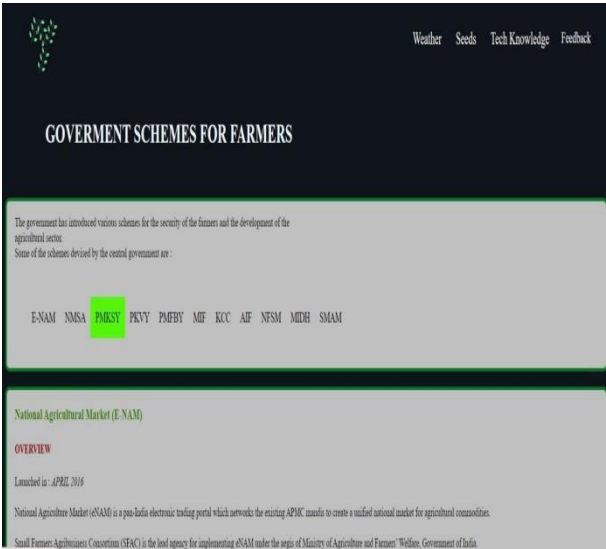 Weather Seeds Tech Knowledge Feedback
GOVERMENT SCHEMES FOR FARMERS
The government has introduced various schemes for the security of the farmers and the development of the
agricultural sector.
Some of the schemes devised by the central government are :
E-NAM NMSA PMKSY PKVY PMFBY MIF KCC AIF NFSM MIDH SMAM
National Agricultural Market (E-NAM)
OVERVIEW
Launched in : APRIL 2016
National Agriculture Market (eNAM) is a pan-India electronic trading portal which networks the existing APMC mandis to create a unified national market for agricultural commodities.
Small Farmers Agribusiness Consortium (SFAC) is the lead agency for implementing eNAM under the aegis of Ministry of Agriculture and Farmers' Welfare, Government of India.